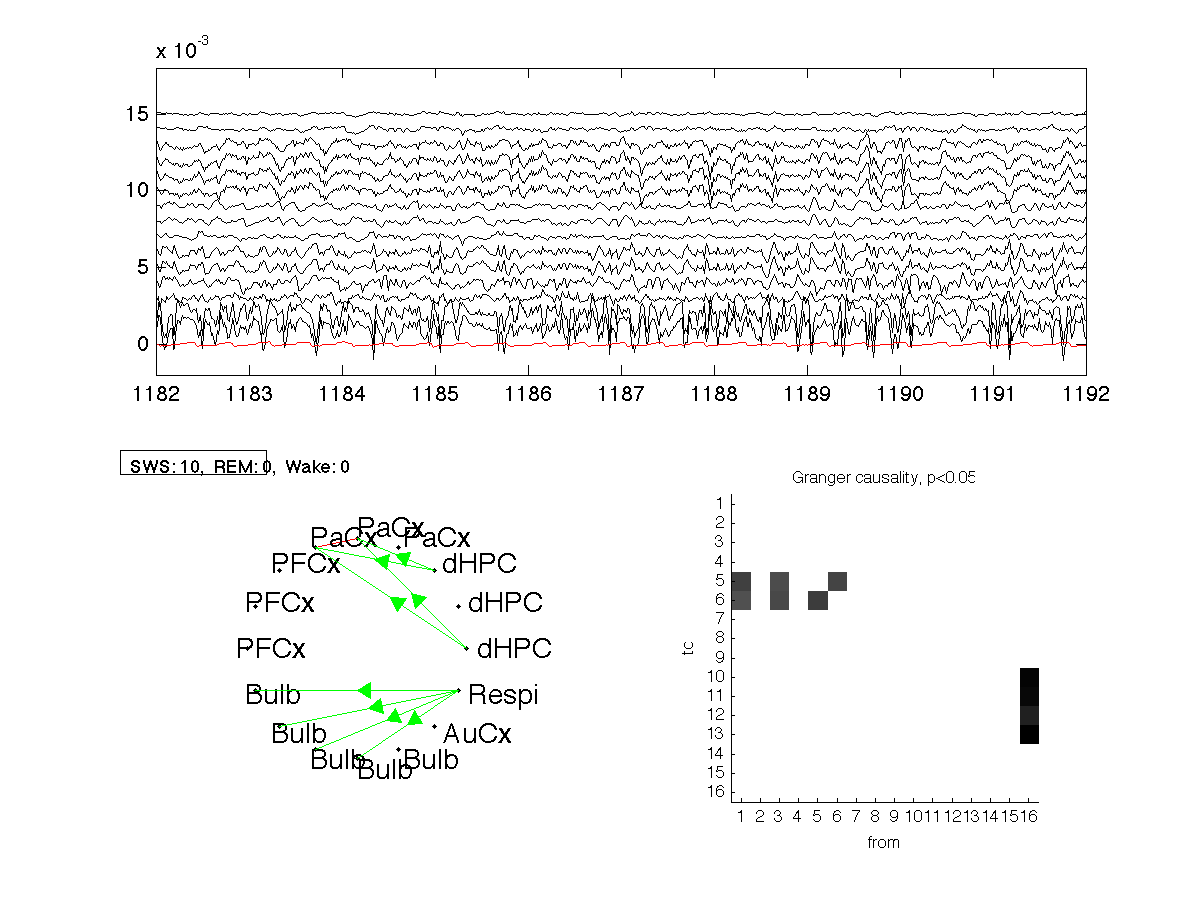 x 10-3
15
10
5
0
1182 1183 1184 1185 1186 1187 1188 1189 1190 1191 1192
SWS:10, REM:0, Wake:0
Granger causality, p<0.05
PaCx
PaCx PaCx
PFCx dHPC
PFCx dHPC
PFCx dHPC
Bulb Respi
Bulb AuCx
Bulb Bulb
Bulb
1
2
3
4
5
6
7
8
9
10
11
12
13
14
15
16
tc
1 2 3 4 5 6 7 8 9 10 11 12 13 14 15 16
from